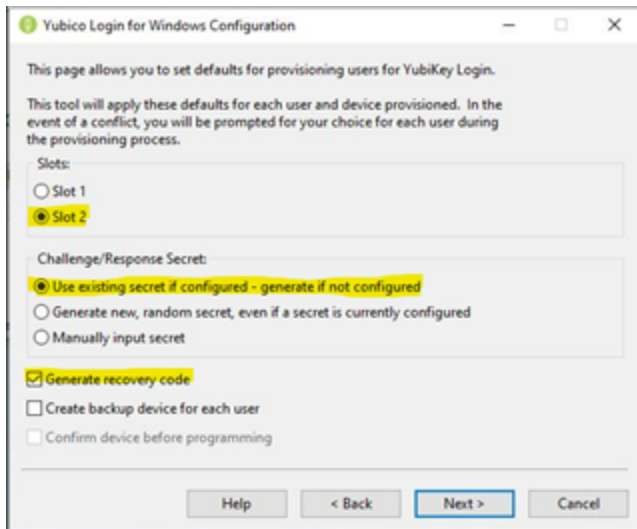 Yubico Login for Windows Configuration
This page allows you to set defaults for provisioning users for YubiKey Login.
This tool will apply these defaults for each user and device provisioned. In the
event of a conflict, you will be prompted for your choice for each user during
the provisioning process.
Slots:
Slot 1
Slot 2
Challenge/Response Secret:
Use existing secret if configured - generate if not configured
Generate new, random secret, even if a secret is currently configured
Manually input secret
Generate recovery code
Create backup device for each user
Confirm device before programming
Help < Back Next > Cancel